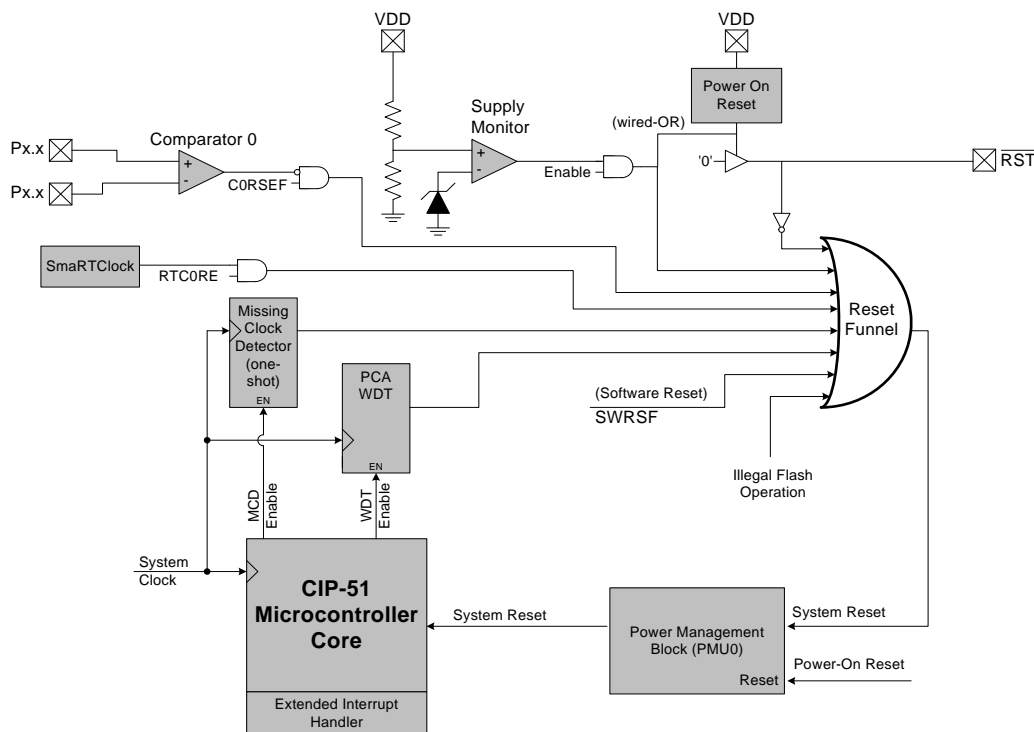 VDD
VDD
Power On
Reset
Supply
Monitor
(wired-OR)
Comparator 0
Px.x
+
+
'0'
RST
Enable
-
Px.x
-
C0RSEF
SmaRTClock
RTC0RE
Missing
Clock
Detector
(one-
shot)
EN
Reset
Funnel
PCA
WDT
EN
(Software Reset)
SWRSF
Illegal Flash
Operation
MCD
Enable
WDT
Enable
System
Clock
CIP-51
Microcontroller
Core
System Reset
Power Management
Block (PMU0)
Reset
System Reset
Power-On Reset
Extended Interrupt
Handler